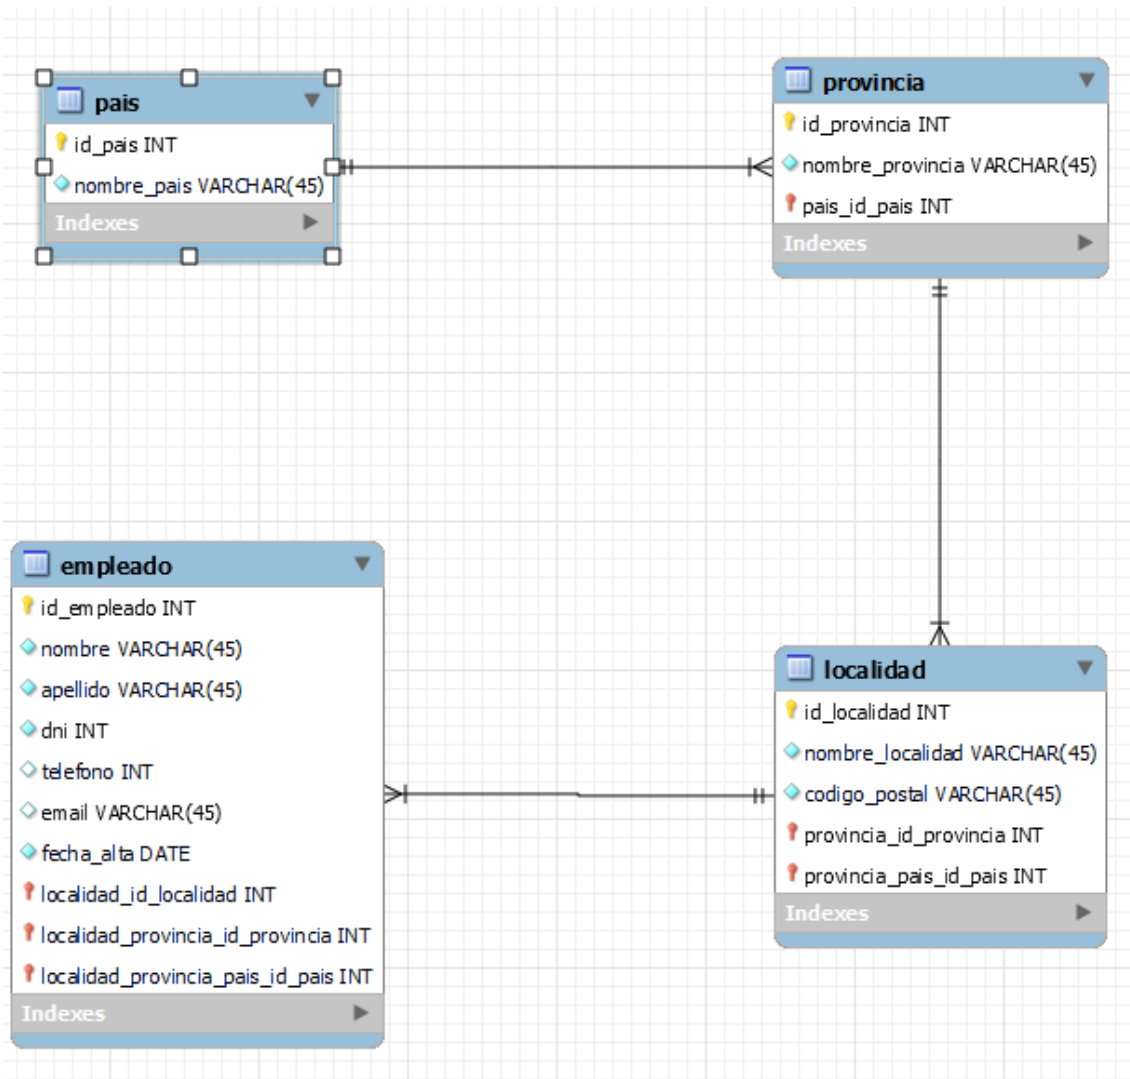 pais
id_pais INT
nombre_pais VARCHAR(45)
Indexes
provincia
id_provincia INT
nombre_provincia VARCHAR(45)
pais_id_pais INT
Indexes
empleado
id_empleado INT
nombre VARCHAR(45)
apellido VARCHAR(45)
dni INT
telefono INT
email VARCHAR(45)
fecha_alta DATE
localidad_id_localidad INT
localidad_provincia_id_provincia INT
localidad_provincia_pais_id_pais INT
Indexes
localidad
id_localidad INT
nombre_localidad VARCHAR(45)
codigo_postal VARCHAR(45)
provincia_id_provincia INT
provincia_pais_id_pais INT
Indexes